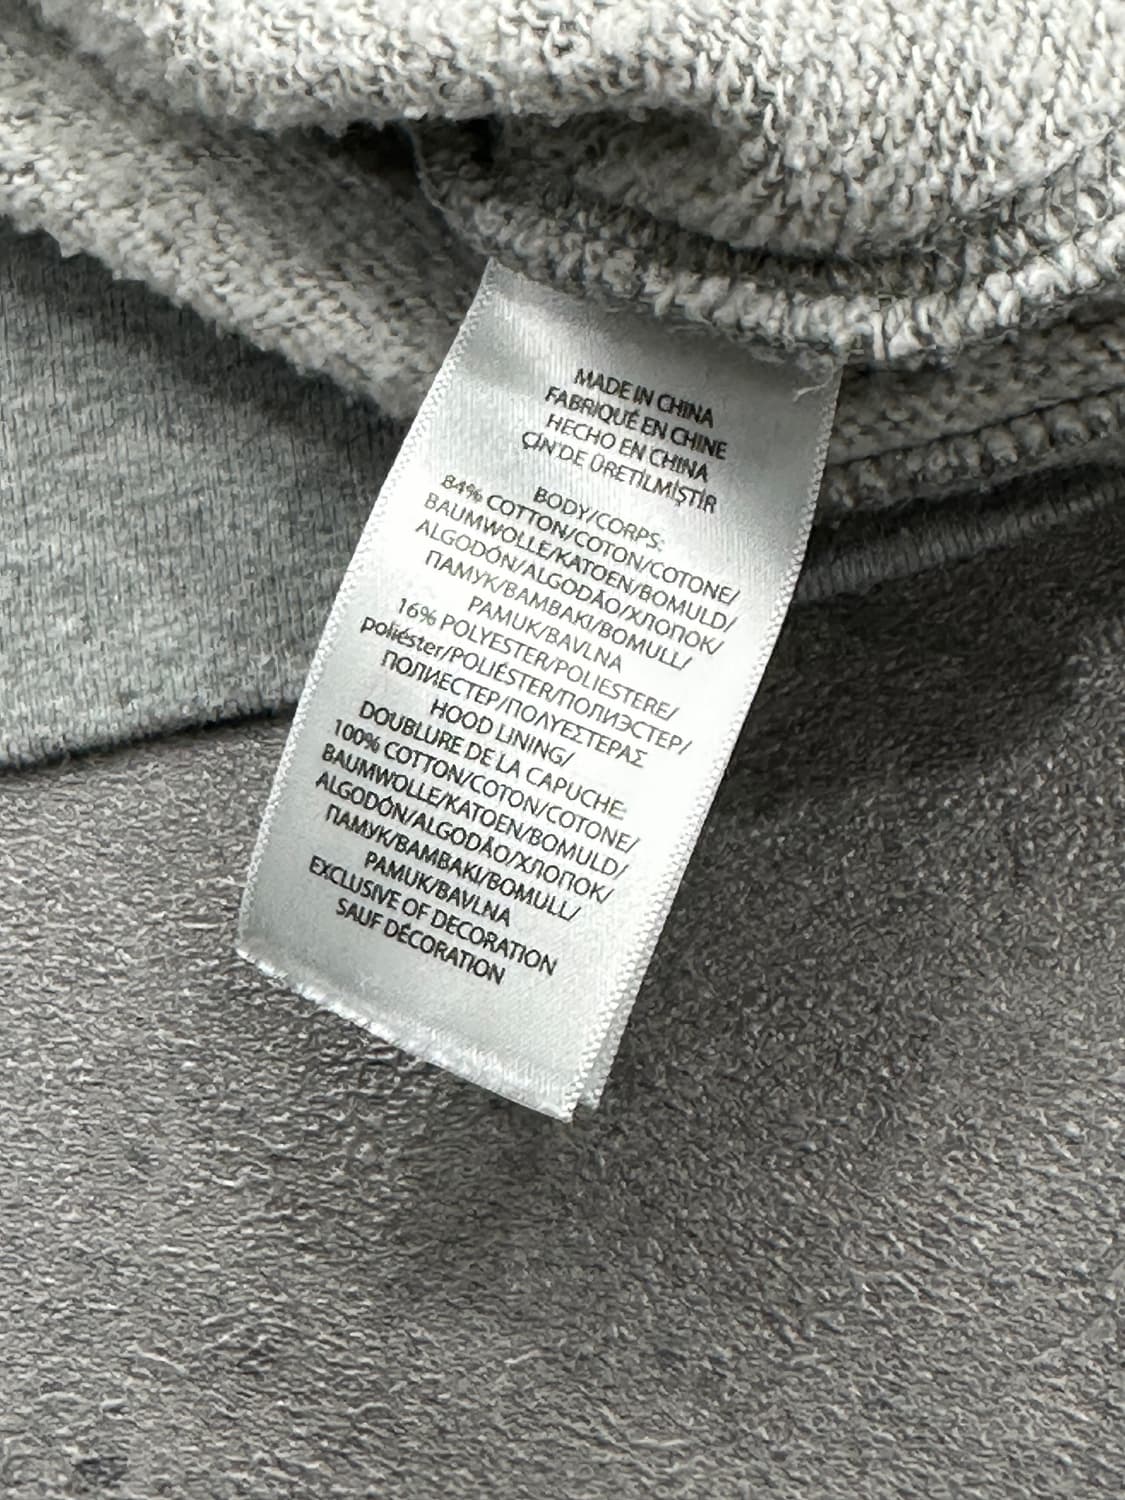 MADE IN CHINA
FABRIQUÉ EN CHINE
HECHO EN CHINA
ÇİN'DE ÜRETİLMİŞTİR
BODY/CORPS:
84% COTTON/COTON/COTONE/
BAUMWOLLE/KATOEN/BOMULD/
ALGODÓN/ALGODÃO/ХЛОПОК/
ПАМУК/BAMBAKI/BOMULL/
PAMUK/BAVLNA
16% POLYESTER/POLIESTERE/
poliéster/POLIÉSTER/ПОЛИЭСТЕР/
ПОЛИЕСТЕР/ΠΟΛΥΕΣΤΕΡΑΣ
HOOD LINING/
DOUBLURE DE LA CAPUCHE:
100% COTTON/COTON/COTONE/
BAUMWOLLE/KATOEN/BOMULD/
ALGODÓN/ALGODÃO/ХЛОПОК/
ПАМУК/BAMBAKI/BOMULL/
PAMUK/BAVLNA
EXCLUSIVE OF DECORATION
SAUF DÉCORATION